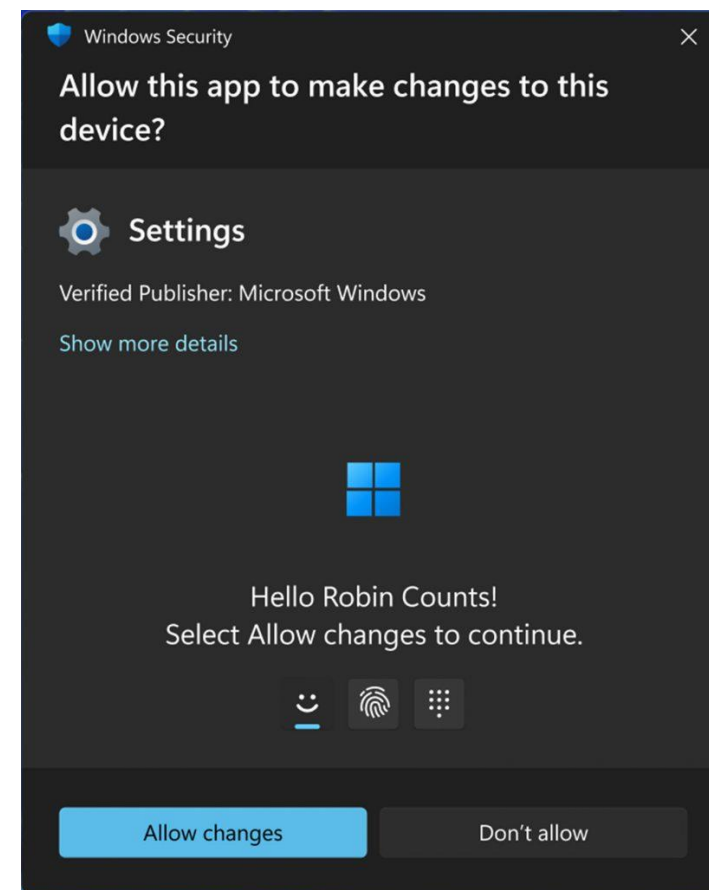 Windows Security
Allow this app to make changes to this
device?
Settings
Verified Publisher: Microsoft Windows
Show more details
Hello Robin Counts!
Select Allow changes to continue.
Allow changes
Don’t allow